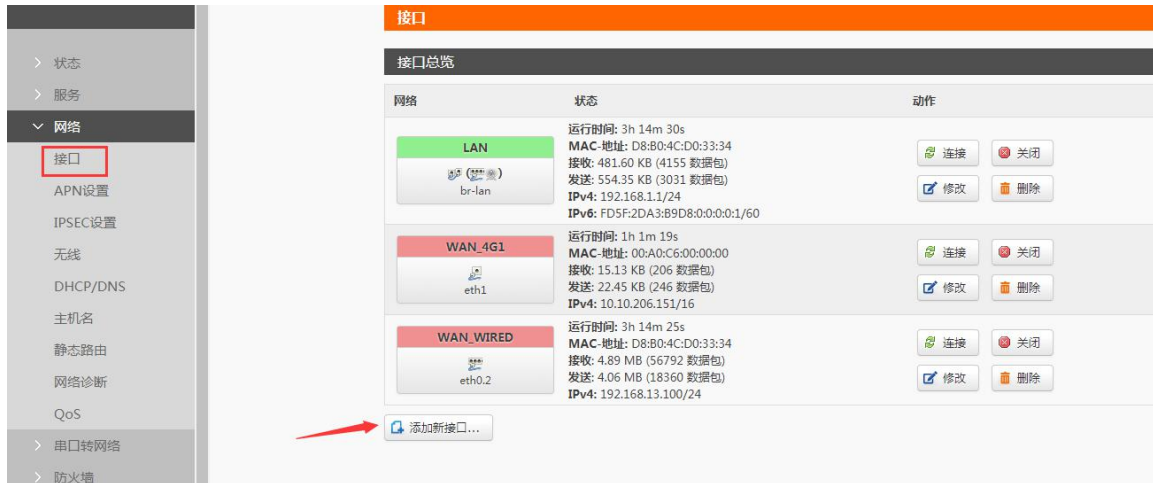 接口
状态
服务
网络
接口
APN设置
IPSEC设置
无线
DHCP/DNS
主机名
静态路由
网络诊断
QoS
串口转网络
防火墙
接口总览
网络 状态 动作
LAN
br-lan
运行时间: 3h 14m 30s
MAC-地址: D8:B0:4C:D0:33:34
接收: 481.60 KB (4155 数据包)
发送: 554.35 KB (3031 数据包)
IPv4: 192.168.1.1/24
IPv6: FD5F:2DA3:B9D8:0:0:0:0:1/60
连接 关闭
修改 删除
WAN_4G1
eth1
运行时间: 1h 1m 19s
MAC-地址: 00:A0:C6:00:00:00
接收: 15.13 KB (206 数据包)
发送: 22.45 KB (246 数据包)
IPv4: 10.10.206.151/16
连接 关闭
修改 删除
WAN_WIRED
eth0.2
运行时间: 3h 14m 25s
MAC-地址: D8:B0:4C:D0:33:34
接收: 4.89 MB (56792 数据包)
发送: 4.06 MB (18360 数据包)
IPv4: 192.168.13.100/24
连接 关闭
修改 删除
添加新接口...